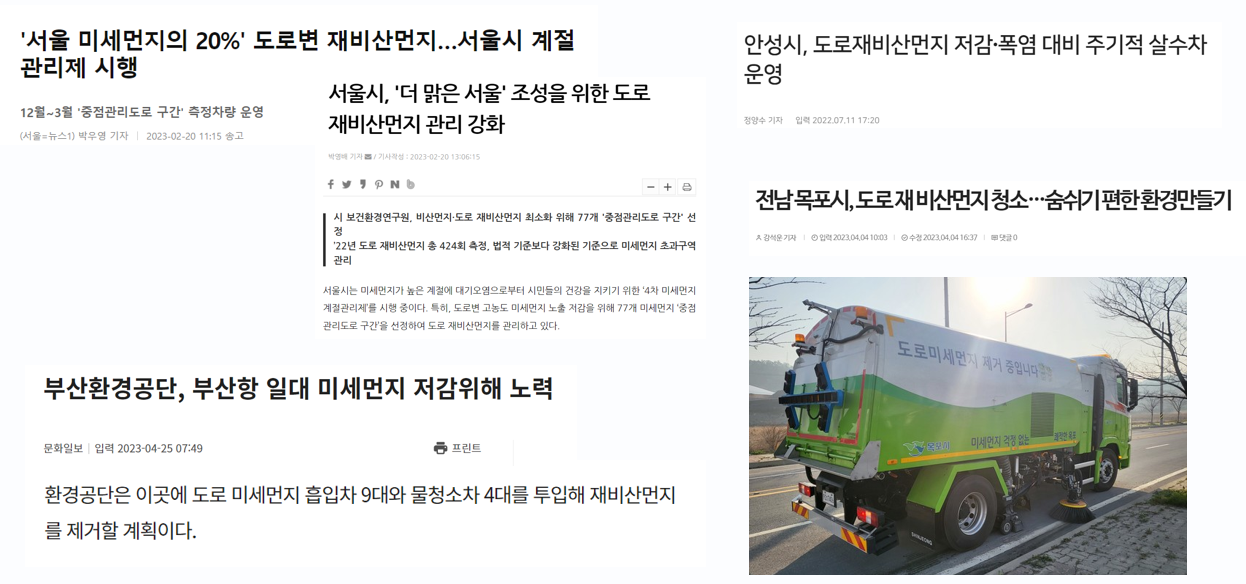 '서울 미세먼지의 20%' 도로변 재비산먼지…서울시 계절
관리제 시행
12월~3월 '중점관리도로 구간' 측정차량 운영
(서울=뉴스1) 박우영 기자 | 2023-02-20 11:15 송고
서울시, '더 맑은 서울' 조성을 위한 도로
재비산먼지 관리 강화
박영배 기자 / 기사작성 : 2023-02-20 13:06:15
시 보건환경연구원, 비산먼지·도로 재비산먼지 최소화 위해 77개 '중점관리도로 구간' 선
정
'22년 도로 재비산먼지 총 424회 측정, 법적 기준보다 강화된 기준으로 미세먼지 초과구역
관리
서울시는 미세먼지가 높은 계절에 대기오염으로부터 시민들의 건강을 지키기 위한 '4차 미세먼지
계절관리제'를 시행 중이다. 특히, 도로변 고농도 미세먼지 노출 저감을 위해 77개 미세먼지 '중점
관리도로 구간'을 선정하여 도로 재비산먼지를 관리하고 있다.
부산환경공단, 부산항 일대 미세먼지 저감위해 노력
문화일보 | 입력 2023-04-25 07:49
프린트
환경공단은 이곳에 도로 미세먼지 흡입차 9대와 물청소차 4대를 투입해 재비산먼지
를 제거할 계획이다.
안성시, 도로재비산먼지 저감·폭염 대비 주기적 살수차
운영
정양수 기자 입력 2022.07.11 17:20
전남 목포시, 도로 재 비산먼지 청소…숨쉬기 편한 환경만들기
강석운 기자 | 입력 2023.04.04 10:03 | 수정 2023.04.04 16:37 | 댓글 0
도로미세먼지 제거 중입니다
목포시
미세먼지 걱정 없는